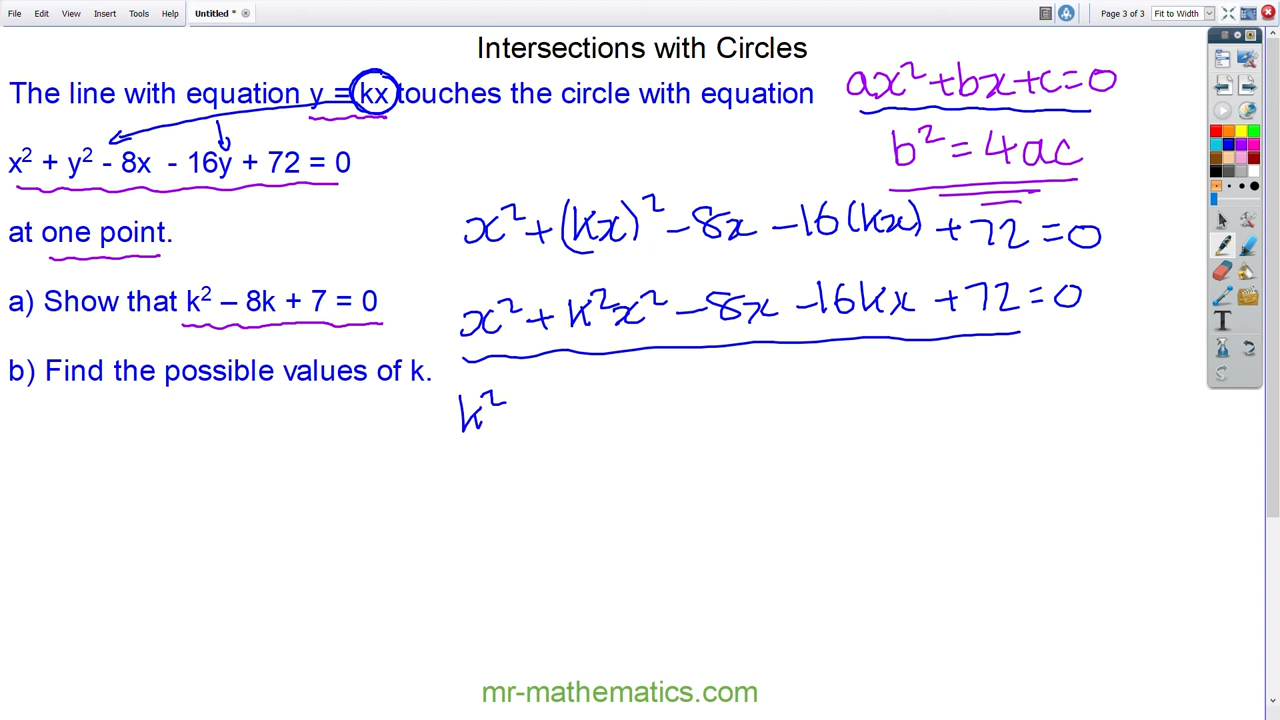 File Edit View Insert Tools Help Untitled * Page 3 of 3 Fit to Width
Intersections with Circles
The line with equation y = kx touches the circle with equation
x² + y² - 8x - 16y + 72 = 0
at one point.
a) Show that k² – 8k + 7 = 0
b) Find the possible values of k.
ax²+bx+c=0
b²=4ac
x²+(kx)²-8x-16(kx)+72=0
x²+k²x²-8x-16kx+72=0
k²
mr-mathematics.com